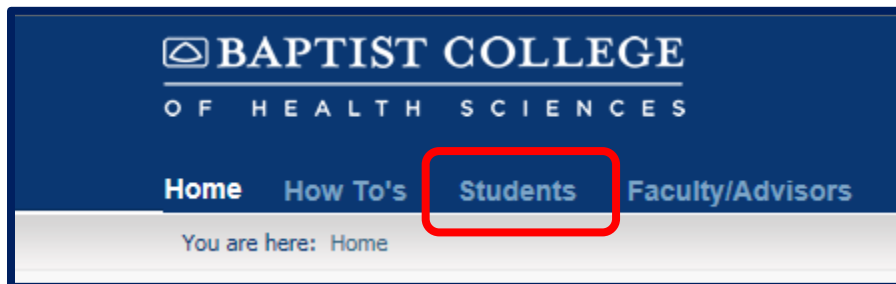 BAPTIST COLLEGE
OF HEALTH SCIENCES
Home How To's Students Faculty/Advisors
You are here: Home